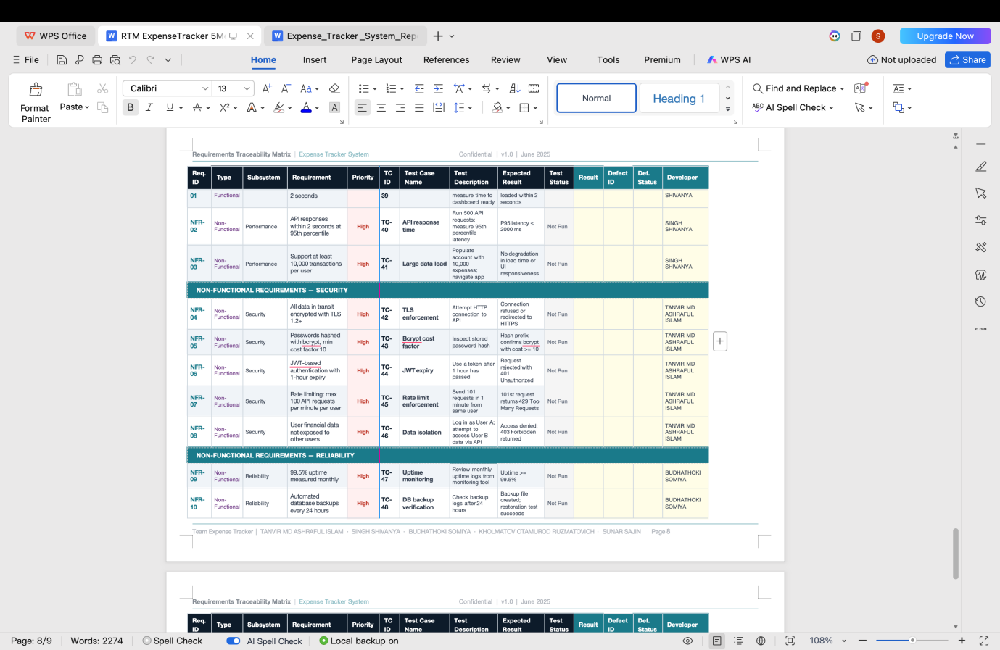 WPS Office
RTM ExpenseTracker 5M
Expense_Tracker_System_Rep
S
Upgrade Now
File
Home
Insert
Page Layout
References
Review
View
Tools
Premium
WPS AI
Not uploaded
Share
Format Painter
Paste
Calibri
13
Normal
Heading 1
Find and Replace
AI Spell Check
Requirements Traceability Matrix | Expense Tracker System
Confidential | v1.0 | June 2025
Req. ID Type Subsystem Requirement Priority TC ID Test Case Name Test Description Expected Result Test Status Result Defect ID Def. Status Developer
01 Functional 2 seconds 39 measure time to dashboard ready loaded within 2 seconds SHIVANYA
NFR-02 Non-Functional Performance API responses within 2 seconds at 95th percentile High TC-40 API response time Run 500 API requests; measure 95th percentile latency P95 latency ≤ 2000 ms Not Run SINGH SHIVANYA
NFR-03 Non-Functional Performance Support at least 10,000 transactions per user High TC-41 Large data load Populate account with 10,000 expenses; navigate app No degradation in load time or UI responsiveness Not Run SINGH SHIVANYA
NON-FUNCTIONAL REQUIREMENTS — SECURITY
NFR-04 Non-Functional Security All data in transit encrypted with TLS 1.2+ High TC-42 TLS enforcement Attempt HTTP connection to API Connection refused or redirected to HTTPS Not Run TANVIR MD ASHRAFUL ISLAM
NFR-05 Non-Functional Security Passwords hashed with bcrypt, min cost factor 10 High TC-43 Bcrypt cost factor Inspect stored password hash Hash prefix confirms bcrypt with cost >= 10 Not Run TANVIR MD ASHRAFUL ISLAM
NFR-06 Non-Functional Security JWT-based authentication with 1-hour expiry High TC-44 JWT expiry Use a token after 1 hour has passed Request rejected with 401 Unauthorized Not Run TANVIR MD ASHRAFUL ISLAM
NFR-07 Non-Functional Security Rate limiting: max 100 API requests per minute per user High TC-45 Rate limit enforcement Send 101 requests in 1 minute from same user 101st request returns 429 Too Many Requests Not Run TANVIR MD ASHRAFUL ISLAM
NFR-08 Non-Functional Security User financial data not exposed to other users High TC-46 Data isolation Log in as User A; attempt to access User B data via API Access denied; 403 Forbidden returned Not Run TANVIR MD ASHRAFUL ISLAM
NON-FUNCTIONAL REQUIREMENTS — RELIABILITY
NFR-09 Non-Functional Reliability 99.5% uptime measured monthly High TC-47 Uptime monitoring Review monthly uptime logs from monitoring tool Uptime >= 99.5% Not Run BUDHATHOKI SOMIYA
NFR-10 Non-Functional Reliability Automated database backups every 24 hours High TC-48 DB backup verification Check backup logs after 24 hours Backup file created; restoration test succeeds Not Run BUDHATHOKI SOMIYA
Team Expense Tracker | TANVIR MD ASHRAFUL ISLAM · SINGH SHIVANYA · BUDHATHOKI SOMIYA · KHOLMATOV OTAMUROD RUZMATOVICH · SUNAR SAJIN Page 8
Requirements Traceability Matrix | Expense Tracker System
Confidential | v1.0 | June 2025
Req. ID Type Subsystem Requirement Priority TC ID Test Case Name Test Description Expected Result Test Status Result Defect ID Def. Status Developer
Page: 8/9
Words: 2274
Spell Check
AI Spell Check
Local backup on
108%